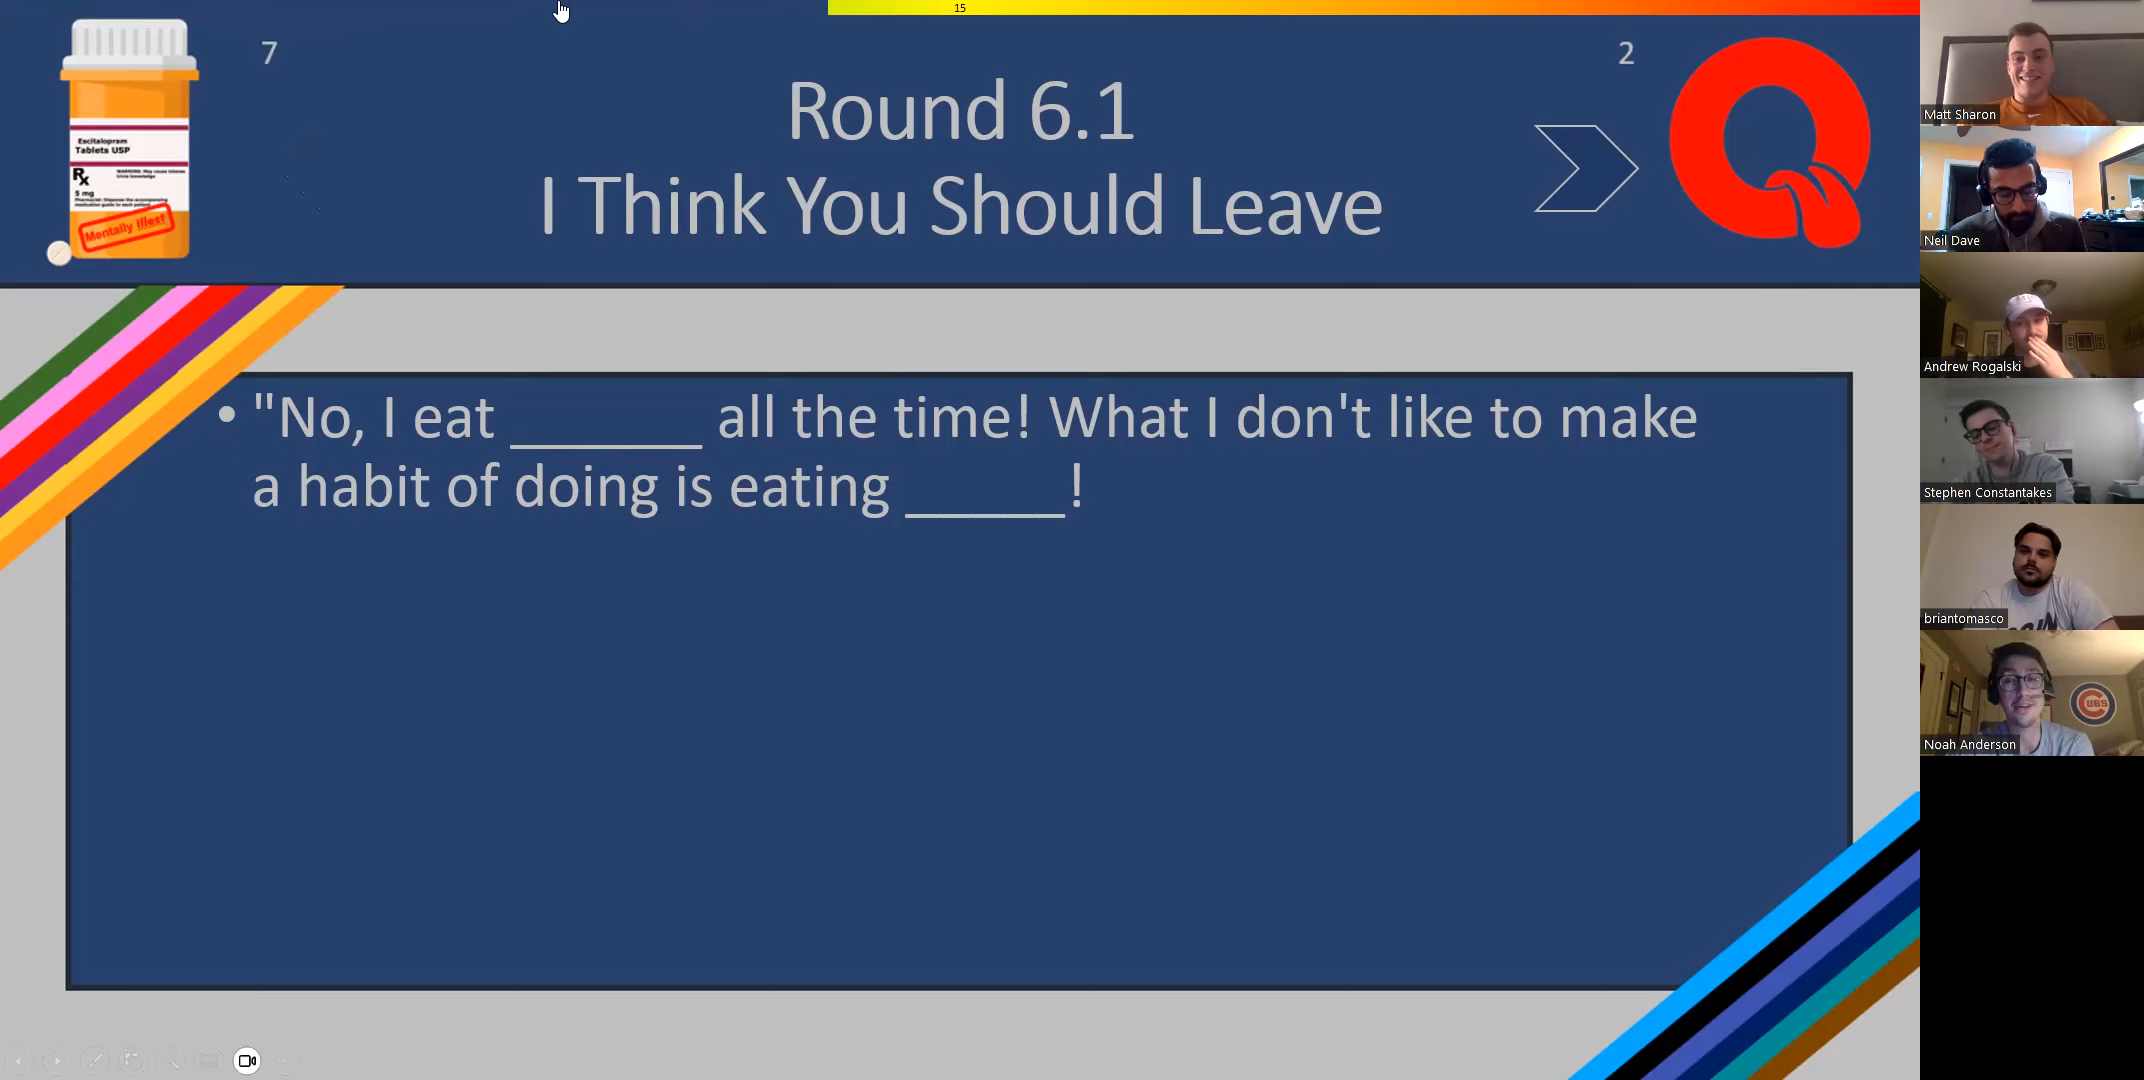 15
7
2
Round 6.1
I Think You Should Leave
Escitalopram
Tablets USP
Rx
5 mg
Mentally Illest!
• "No, I eat ______ all the time! What I don't like to make
a habit of doing is eating _____!
Matt Sharon
Neil Dave
Andrew Rogalski
Stephen Constantakes
briantomasco
Noah Anderson
CUBS